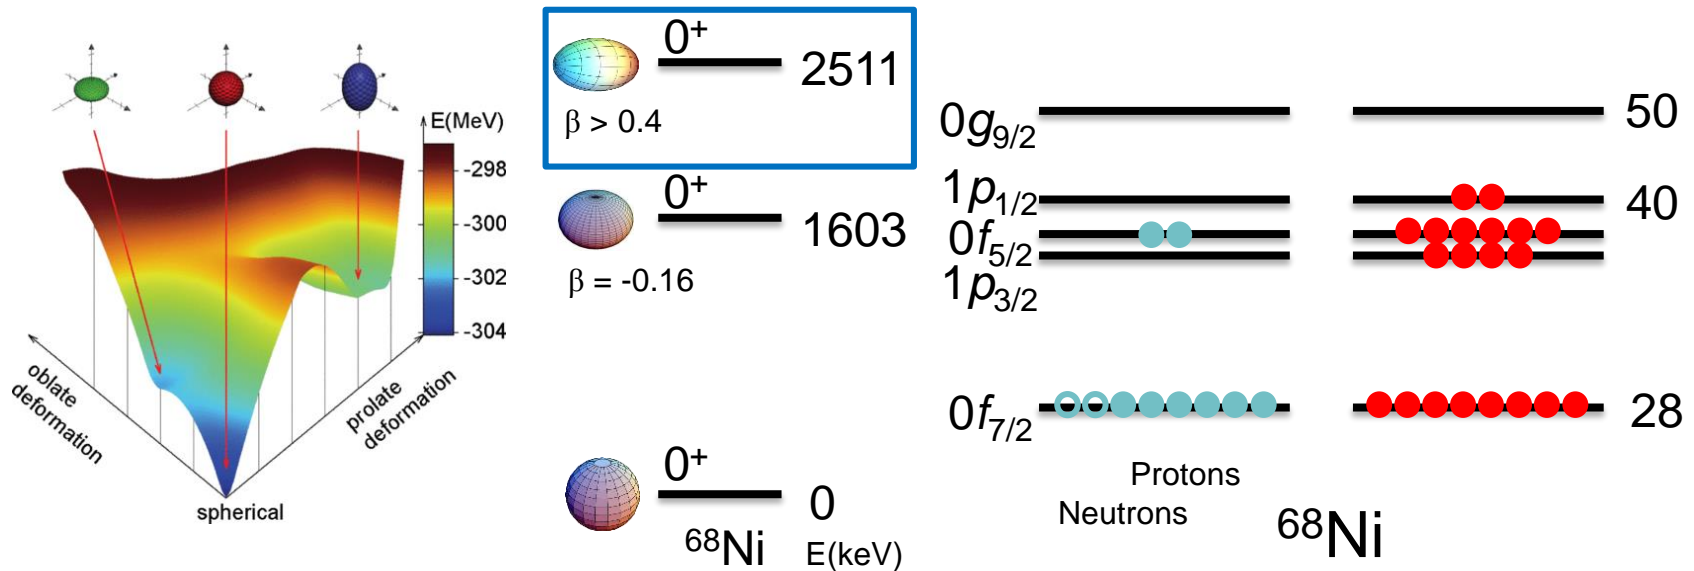 E(MeV)
-298
-300
-302
-304
oblate
deformation
prolate
deformation
spherical
0⁺
2511
β > 0.4
0⁺
1603
β = -0.16
0⁺
0
⁶⁸Ni
E(keV)
0g₉/₂
50
1p₁/₂
40
0f₅/₂
1p₃/₂
0f₇/₂
28
Protons
Neutrons
⁶⁸Ni